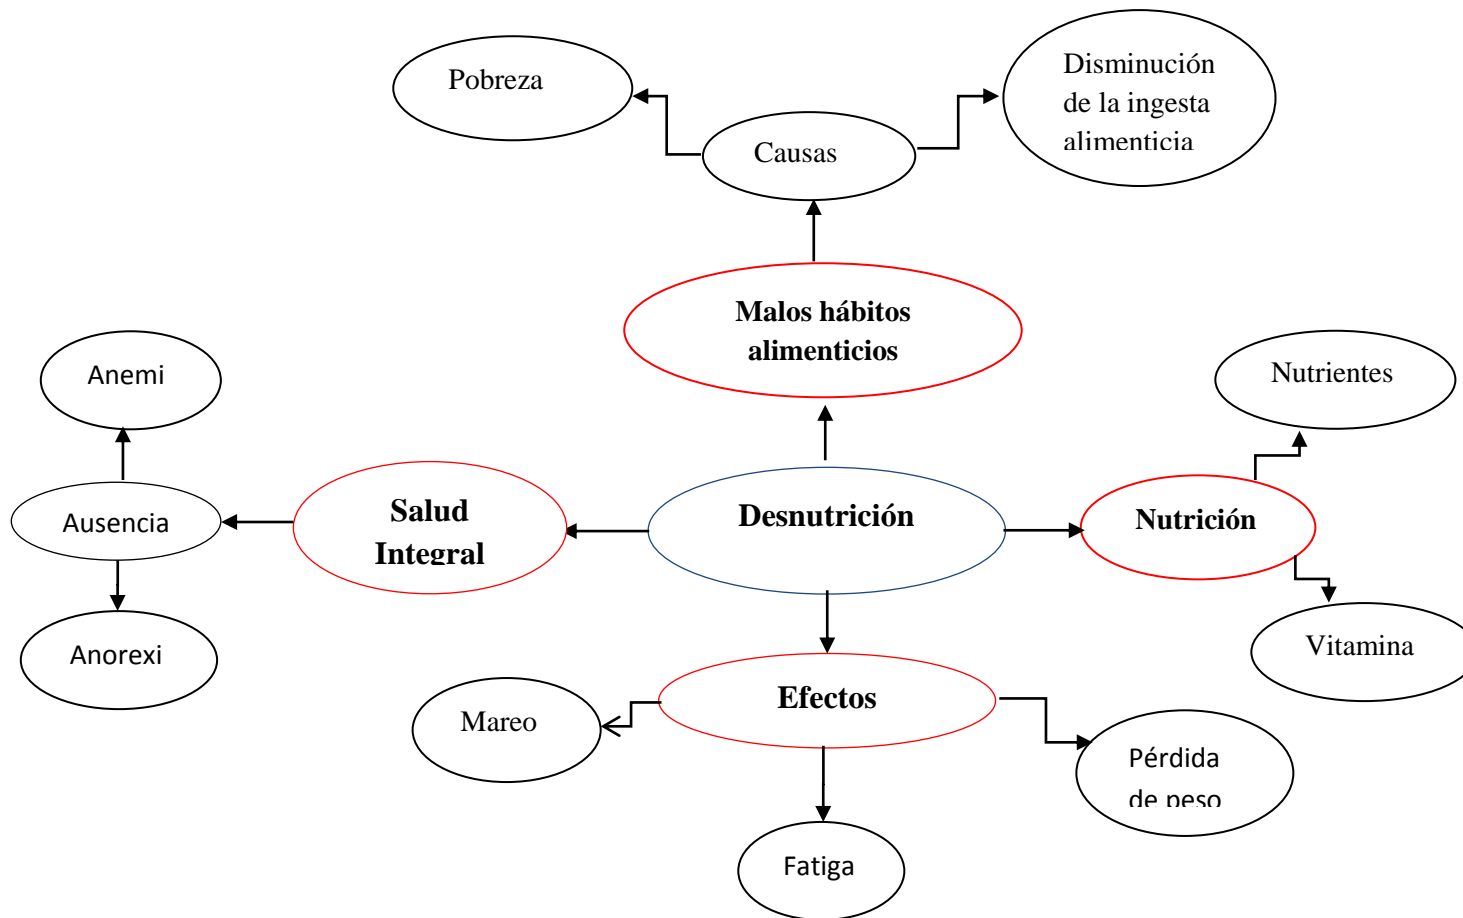 Pobreza
Disminución
de la ingesta
alimenticia
Causas
Malos hábitos
alimenticios
Anemi
Nutrientes
Ausencia
Salud
Integral
Desnutrición
Nutrición
Anorexi
Vitamina
Mareo
Efectos
Pérdida
de peso
Fatiga